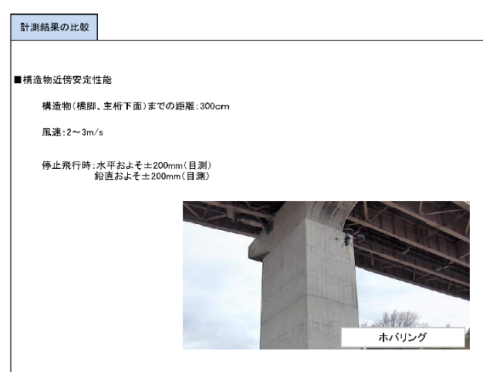 計測結果の比較
■構造物近傍安定性能
構造物(橋脚、主桁下面)までの距離:300cm
風速:2~3m/s
停止飛行時:水平およそ±200mm(目測)
鉛直およそ±200mm(目測)
ホバリング